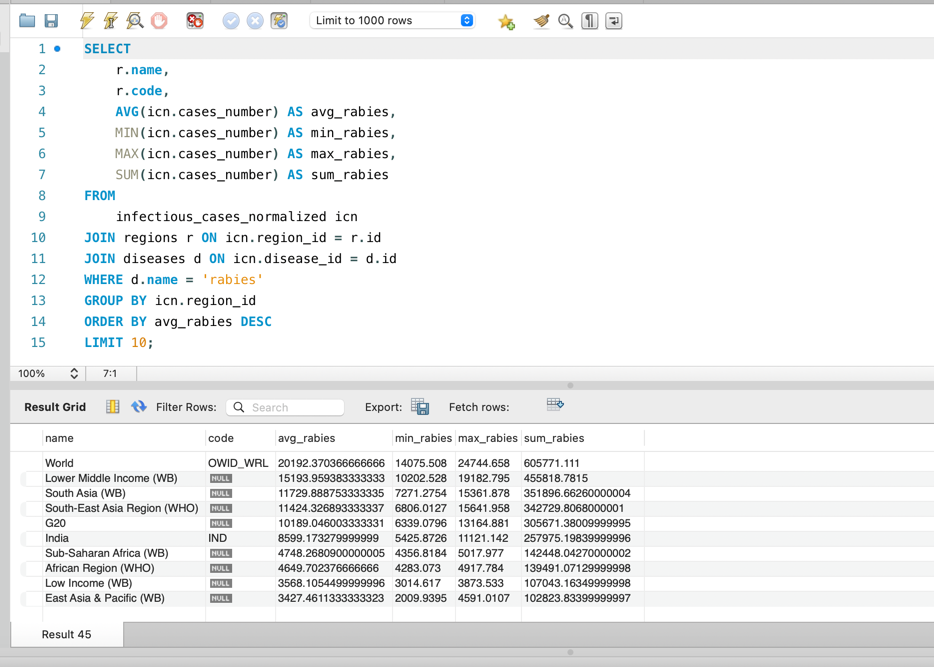 Limit to 1000 rows
1 SELECT
2 r.name,
3 r.code,
4 AVG(icn.cases_number) AS avg_rabies,
5 MIN(icn.cases_number) AS min_rabies,
6 MAX(icn.cases_number) AS max_rabies,
7 SUM(icn.cases_number) AS sum_rabies
8 FROM
9 infectious_cases_normalized icn
10 JOIN regions r ON icn.region_id = r.id
11 JOIN diseases d ON icn.disease_id = d.id
12 WHERE d.name = 'rabies'
13 GROUP BY icn.region_id
14 ORDER BY avg_rabies DESC
15 LIMIT 10;
100% 7:1
Result Grid Filter Rows: Search Export: Fetch rows:
name code avg_rabies min_rabies max_rabies sum_rabies
World OWID_WRL 20192.370366666666 14075.508 24744.658 605771.111
Lower Middle Income (WB) NULL 15193.959383333333 10202.528 19782.795 455818.7815
South Asia (WB) NULL 11729.888753333335 7271.2754 15361.878 351896.66260000004
South-East Asia Region (WHO) NULL 11424.326893333337 6806.0127 15641.958 342729.8068000001
G20 NULL 10189.046003333331 6339.0796 13164.881 305671.38009999995
India IND 8599.173279999999 5425.8726 11121.142 257975.19839999996
Sub-Saharan Africa (WB) NULL 4748.2680900000005 4356.8184 5017.977 142448.04270000002
African Region (WHO) NULL 4649.702376666666 4283.073 4917.784 139491.07129999998
Low Income (WB) NULL 3568.1054499999996 3014.617 3873.533 107043.16349999998
East Asia & Pacific (WB) NULL 3427.4611333333323 2009.9395 4591.0107 102823.83399999997
Result 45